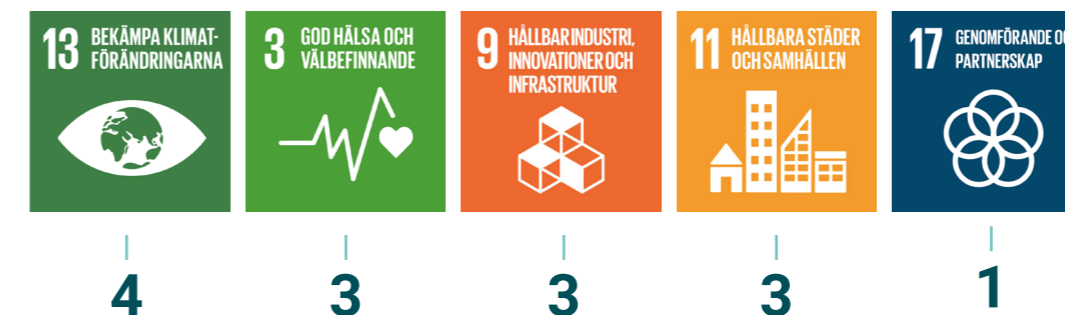 13 BEKÄMPA KLIMAT-
FÖRÄNDRINGARNA
3 GOD HÄLSA OCH
VÄLBEFINNANDE
9 HÅLLBAR INDUSTRI,
INNOVATIONER OCH
INFRASTRUKTUR
11 HÅLLBARA STÄDER
OCH SAMHÄLLEN
17 GENOMFÖRANDE
PARTNERSKAP
4
3
3
3
1